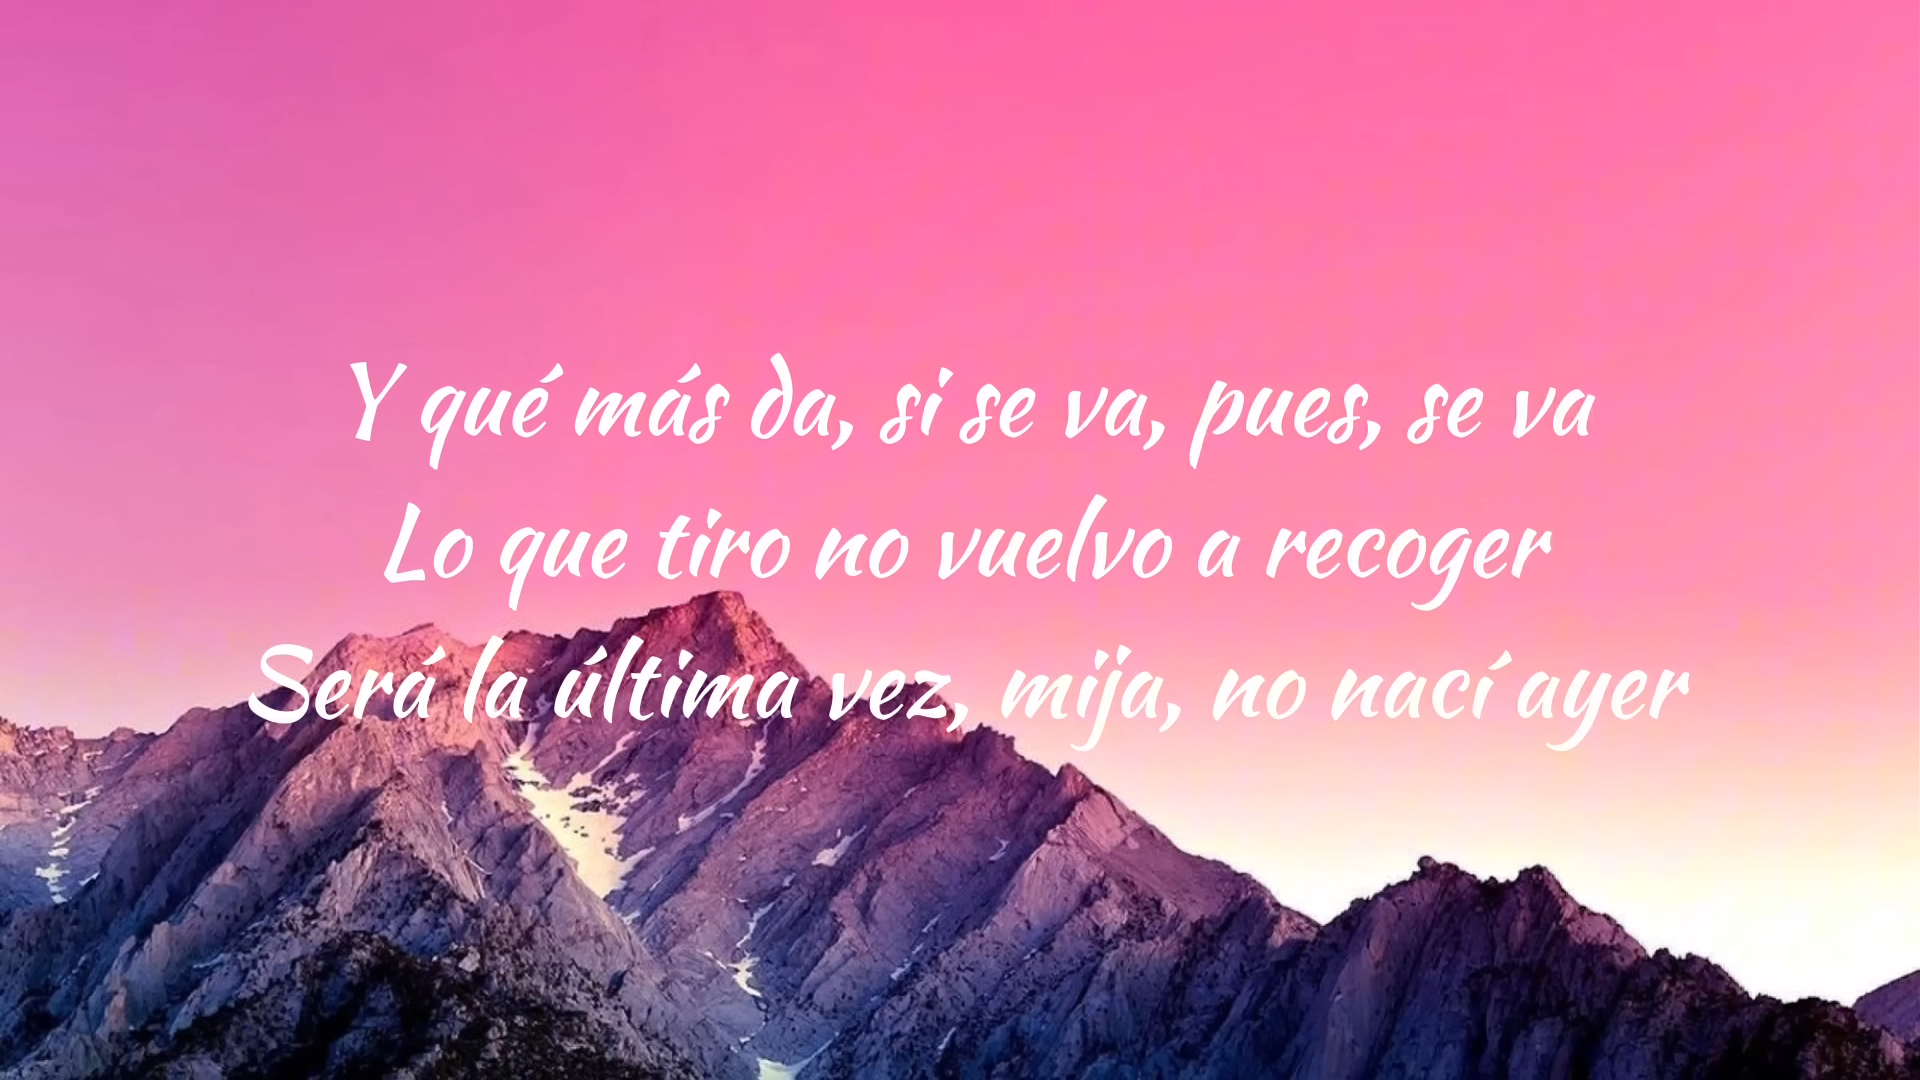 Y qué más da, si se va, pues, se va
Lo que tiro no vuelvo a recoger
Será la última vez, mija, no nací ayer